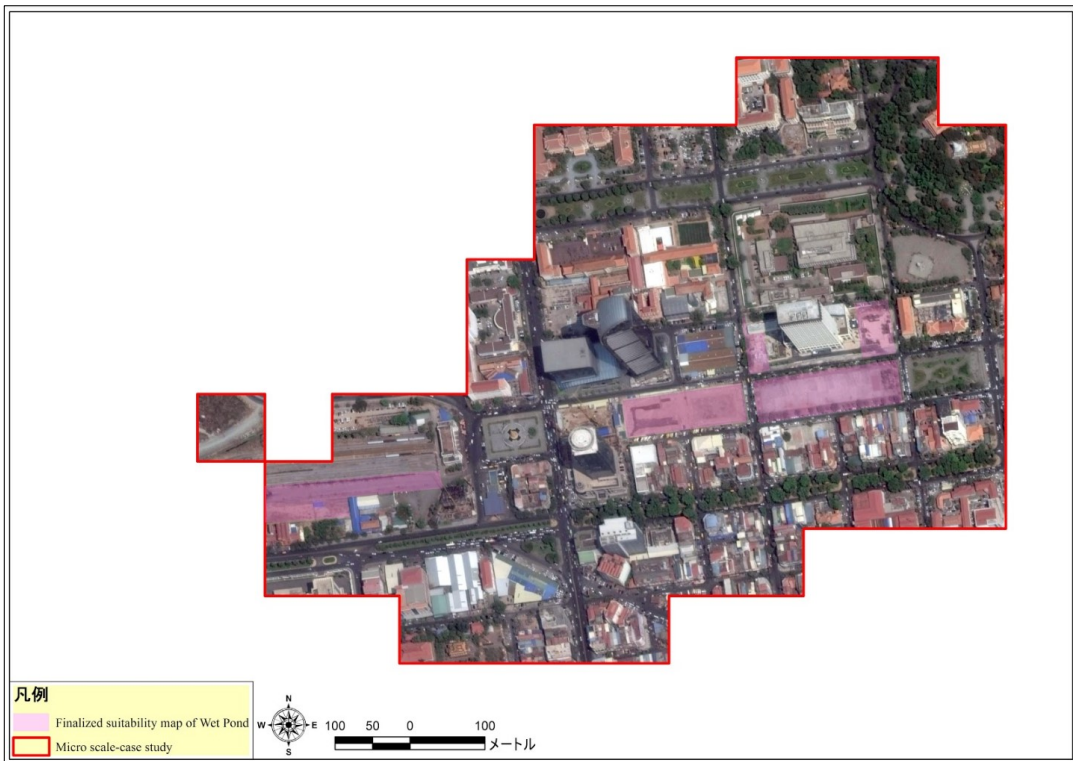 凡例
Finalized suitability map of Wet Pond
Micro scale-case study
N
W
E
S
100 50 0 100
メートル